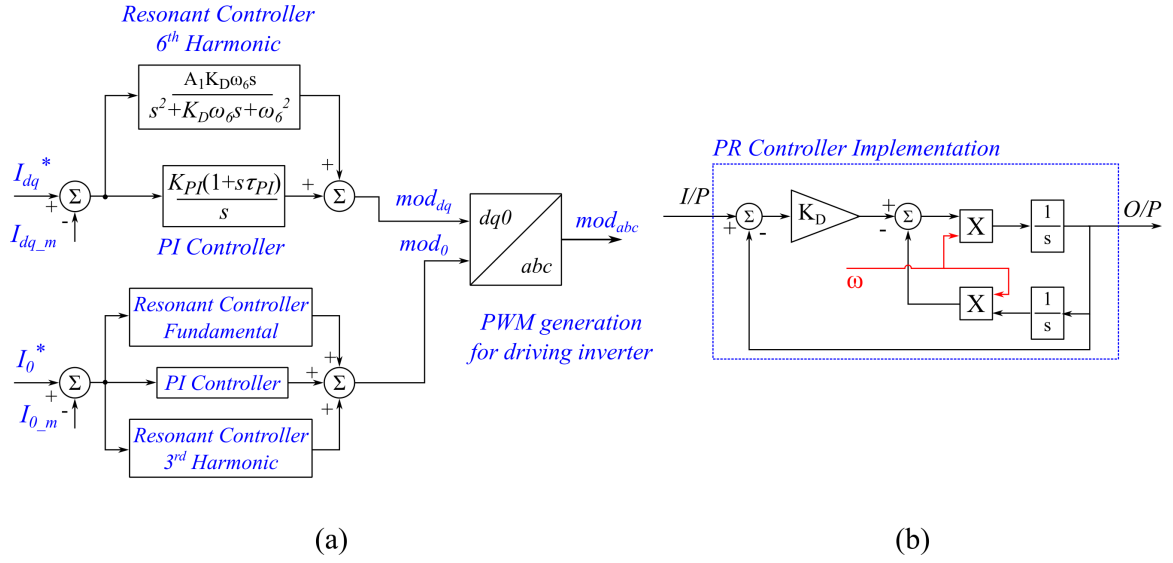 Resonant Controller
6th Harmonic
A1KDω6s
s²+KDω6s+ω6²
Idq*
Σ
+
-
Idq_m
KPI(1+sτPI)
s
PI Controller
+
+
Σ
moddq
mod0
dq0
abc
modabc
PWM generation
for driving inverter
Resonant Controller
Fundamental
I0*
Σ
+
-
I0_m
PI Controller
Resonant Controller
3rd Harmonic
+
+
+
Σ
(a)
PR Controller Implementation
I/P
Σ
+
-
KD
+
-
Σ
X
1
s
O/P
ω
X
1
s
(b)